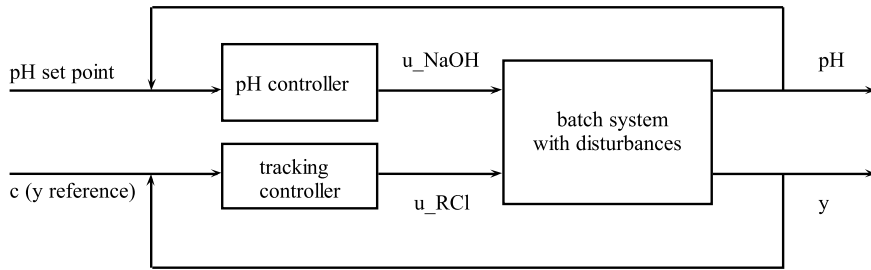 pH set point
pH controller
u_NaOH
batch system
with disturbances
pH
c (y reference)
tracking
controller
u_RCl
y